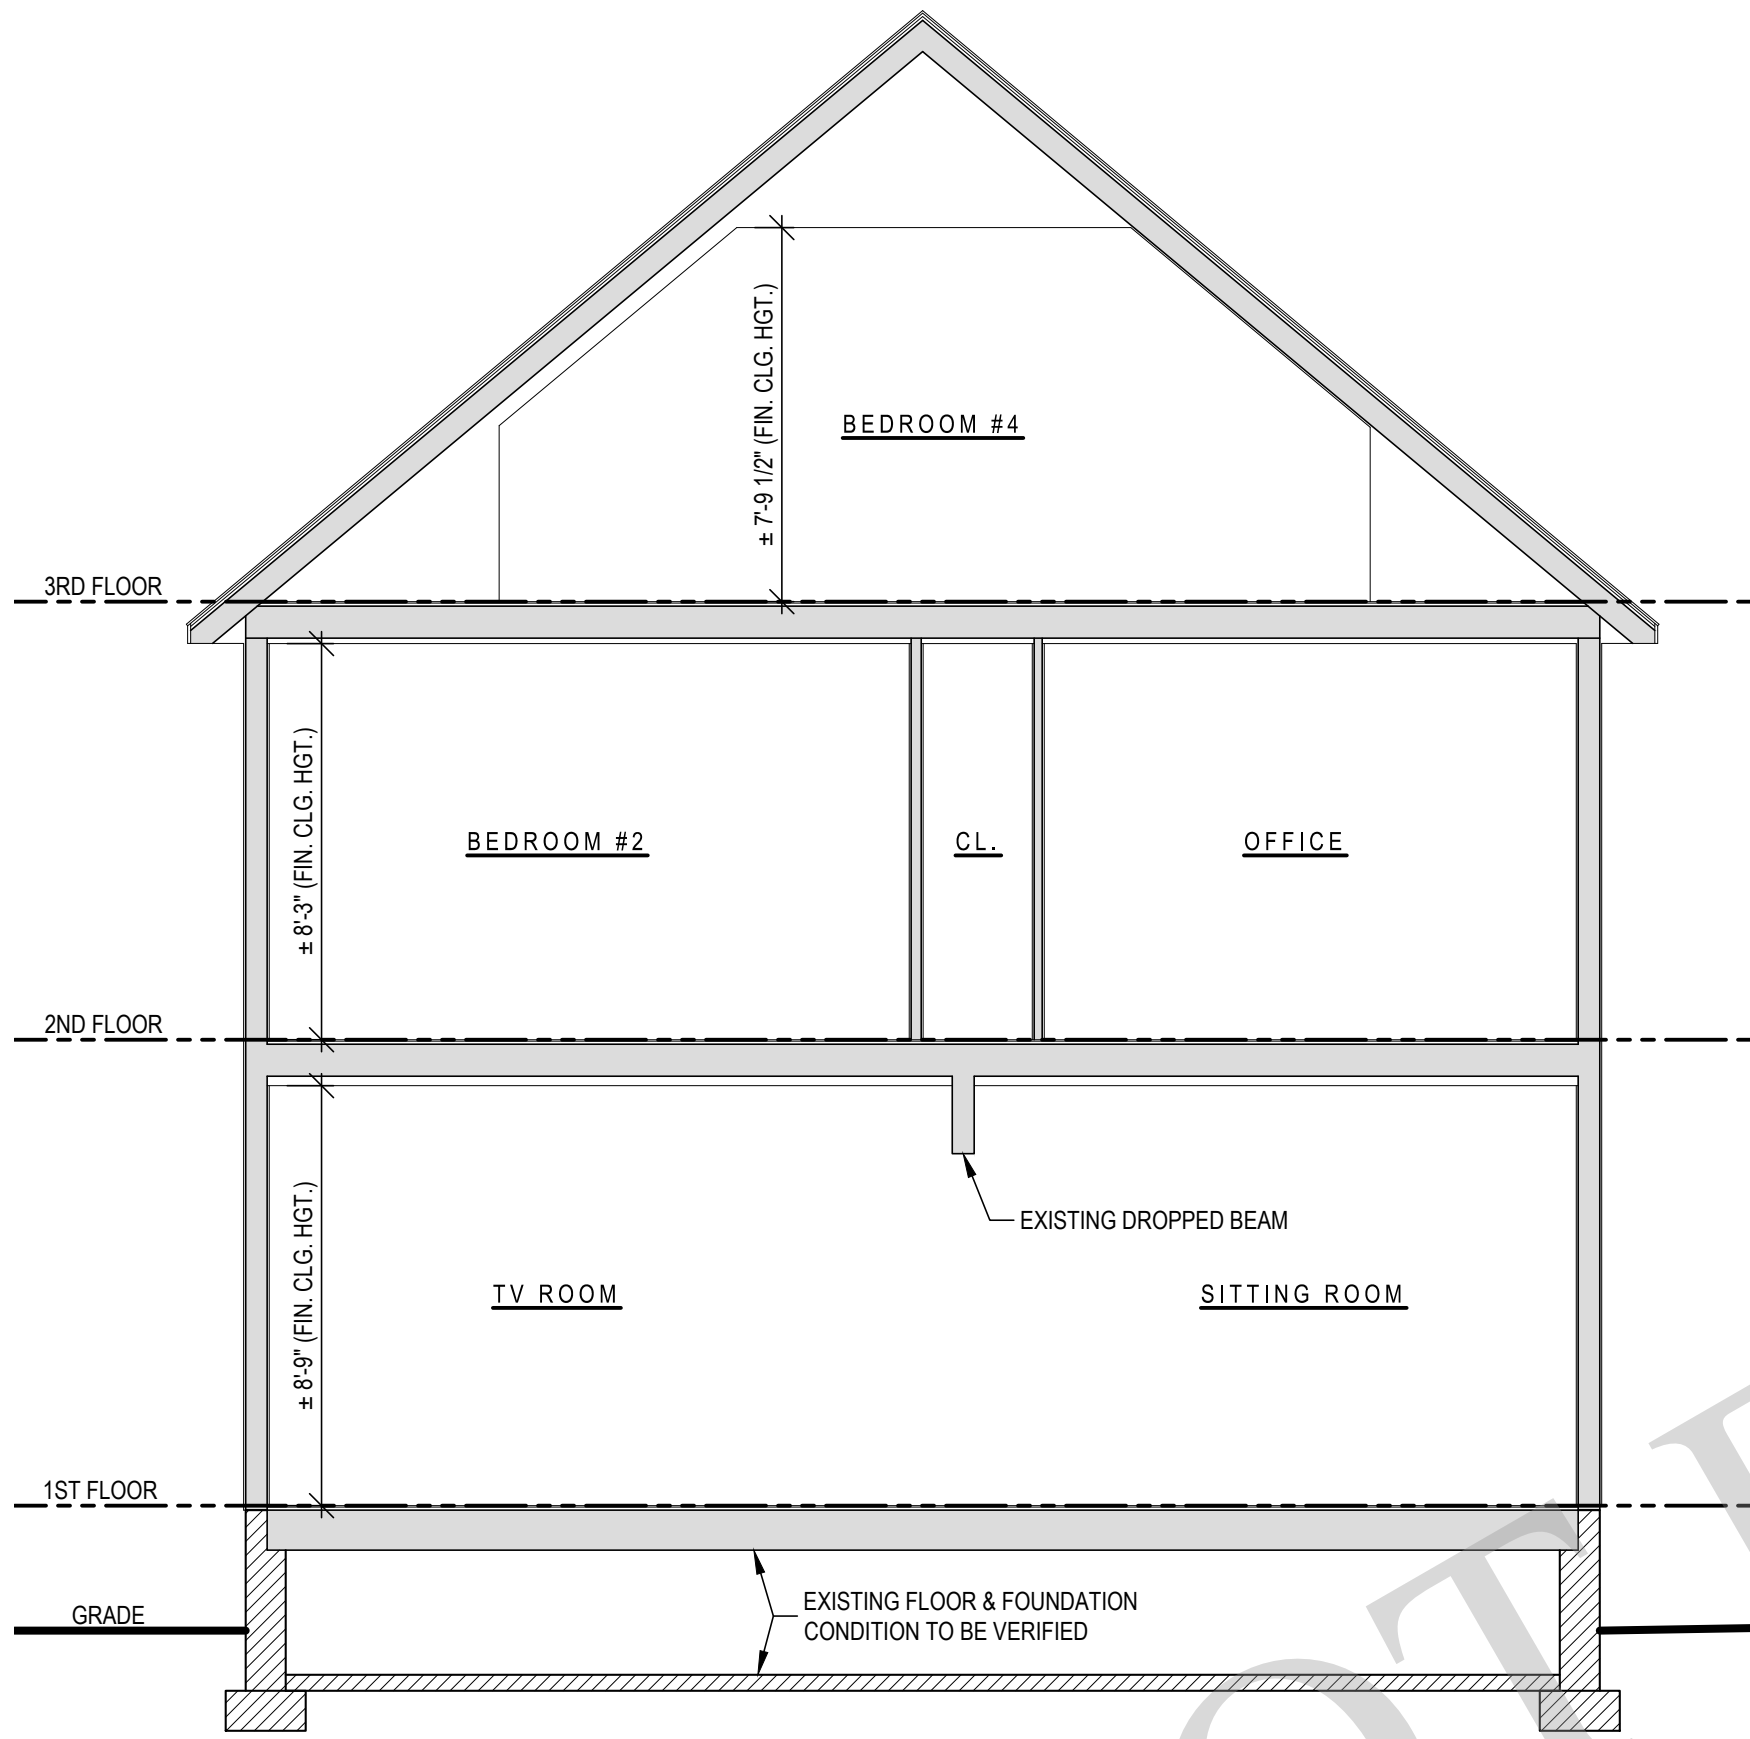 ± 7'-9 1/2" (FIN. CLG. HGT.)
BEDROOM #4
3RD FLOOR
± 8'-3" (FIN. CLG. HGT.)
BEDROOM #2
CL.
OFFICE
2ND FLOOR
EXISTING DROPPED BEAM
± 8'-9" (FIN. CLG. HGT.)
TV ROOM
SITTING ROOM
1ST FLOOR
GRADE
EXISTING FLOOR & FOUNDATION
CONDITION TO BE VERIFIED